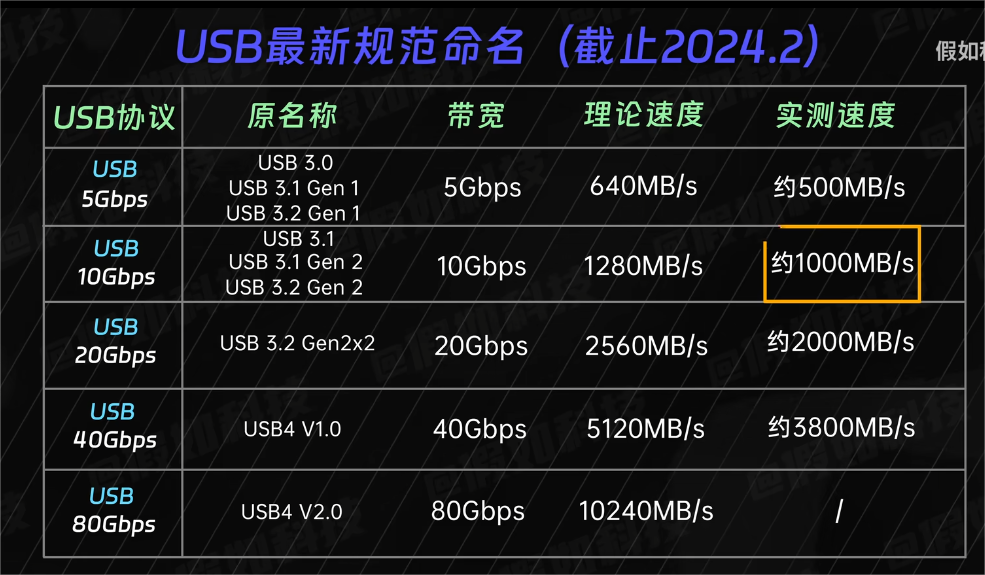 USB最新规范命名（截止2024.2）
假如科
USB协议 原名称 带宽 理论速度 实测速度
USB
5Gbps
USB 3.0
USB 3.1 Gen 1
USB 3.2 Gen 1
5Gbps 640MB/s 约500MB/s
USB
10Gbps
USB 3.1
USB 3.1 Gen 2
USB 3.2 Gen 2
10Gbps 1280MB/s 约1000MB/s
USB
20Gbps
USB 3.2 Gen2x2 20Gbps 2560MB/s 约2000MB/s
USB
40Gbps
USB4 V1.0 40Gbps 5120MB/s 约3800MB/s
USB
80Gbps
USB4 V2.0 80Gbps 10240MB/s /